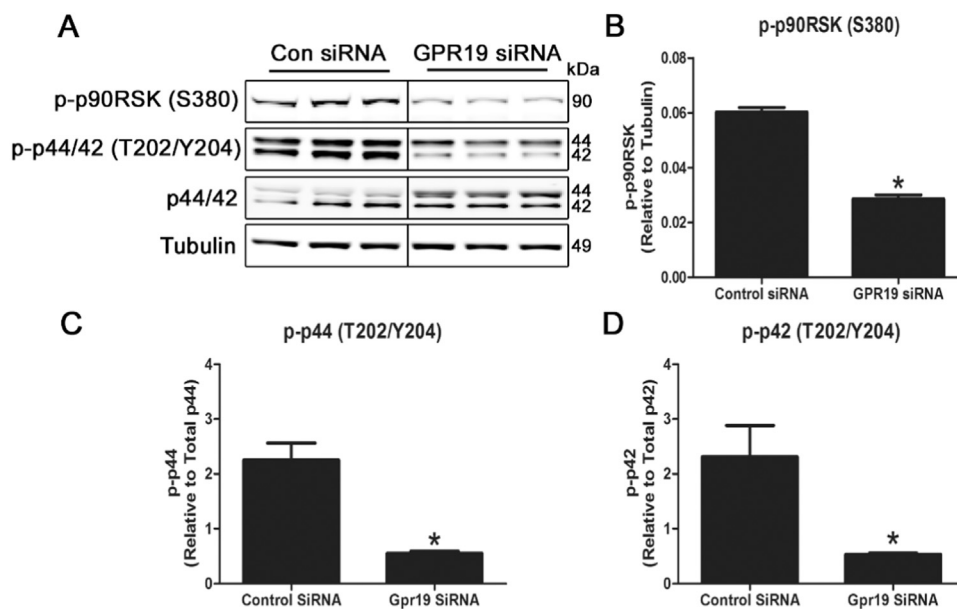 A
Con siRNA GPR19 siRNA
kDa
p-p90RSK (S380) 90
p-p44/42 (T202/Y204) 44
42
p44/42 44
42
Tubulin 49
B
p-p90RSK (S380)
p-p90RSK
(Relative to Tubulin)
0.08
0.06
0.04
0.02
0.00
*
Control siRNA GPR19 siRNA
C
p-p44 (T202/Y204)
p-p44
(Relative to Total p44)
4
3
2
1
0
*
Control SiRNA Gpr19 SiRNA
D
p-p42 (T202/Y204)
p-p42
(Relative to Total p42)
4
3
2
1
0
*
Control SiRNA Gpr19 SiRNA